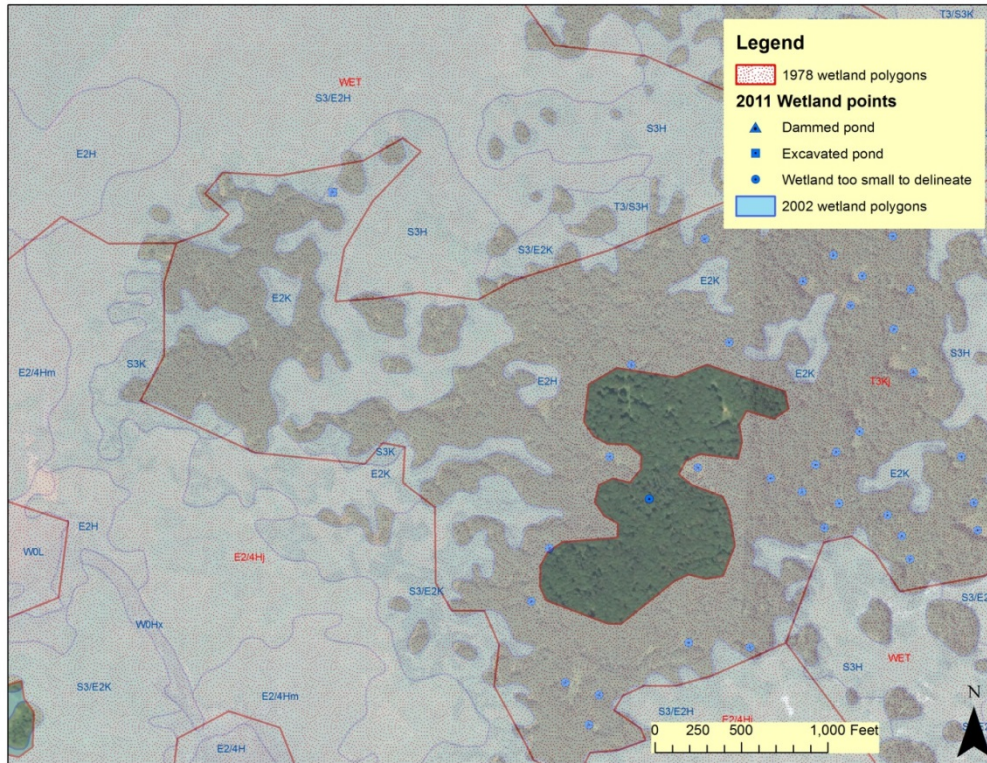 T3/S3K
Legend
1978 wetland polygons
2011 Wetland points
Dammed pond
Excavated pond
Wetland too small to delineate
2002 wetland polygons
WET
S3/E2H
S3H
E2H
T3/S3H
S3H
S3/E2K
E2K
E2K
S3K
E2/4Hm
E2H
E2K
S3H
T3Kj
S3K
E2K
E2K
E2H
W0L
E2/4Hj
S3/E2K
S3/E2
W0Hx
WET
S3H
S3/E2K
E2/4Hm
S3/E2H
E2/4Hj
E2/4H
N
0 250 500 1,000 Feet